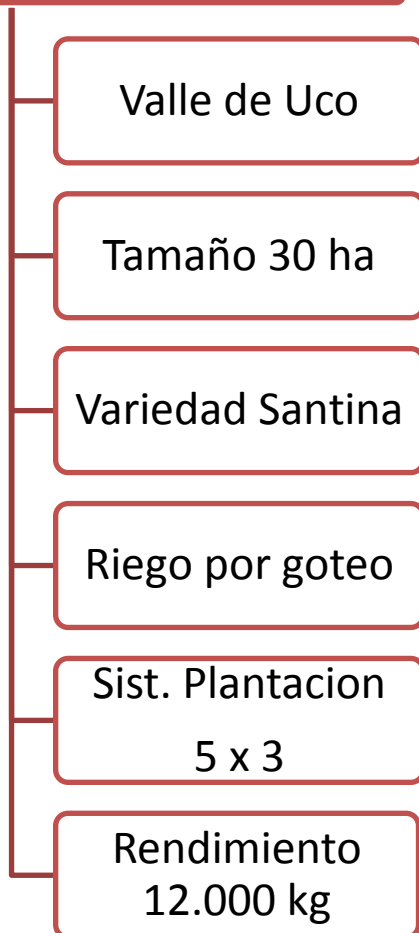 Valle de Uco
Tamaño 30 ha
Variedad Santina
Riego por goteo
Sist. Plantacion
5 x 3
Rendimiento
12.000 kg